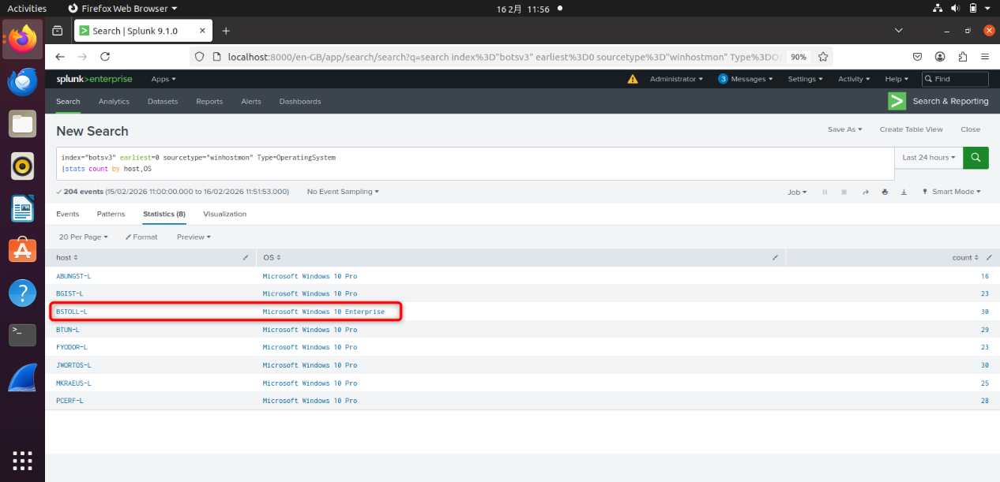 Activities
Firefox Web Browser
16 2月 11:56
Search | Splunk 9.1.0
localhost:8000/en-GB/app/search/search?q=search index%3D"botsv3" earliest%3D0 sourcetype%3D"winhostmon" Type%3DO
90%
splunk>enterprise
Apps
Administrator
3 Messages
Settings
Activity
Help
Find
Search
Analytics
Datasets
Reports
Alerts
Dashboards
Search & Reporting
New Search
Save As
Create Table View
Close
index="botsv3" earliest=0 sourcetype="winhostmon" Type=OperatingSystem
|stats count by host,OS
Last 24 hours
204 events (15/02/2026 11:00:00.000 to 16/02/2026 11:51:53.000)
No Event Sampling
Job
Smart Mode
Events
Patterns
Statistics (8)
Visualization
20 Per Page
Format
Preview
host OS count
ABUNGST-L Microsoft Windows 10 Pro 16
BGIST-L Microsoft Windows 10 Pro 23
BSTOLL-L Microsoft Windows 10 Enterprise 30
BTUN-L Microsoft Windows 10 Pro 29
FYODOR-L Microsoft Windows 10 Pro 23
JWORTOS-L Microsoft Windows 10 Pro 30
MKRAEUS-L Microsoft Windows 10 Pro 25
PCERF-L Microsoft Windows 10 Pro 28